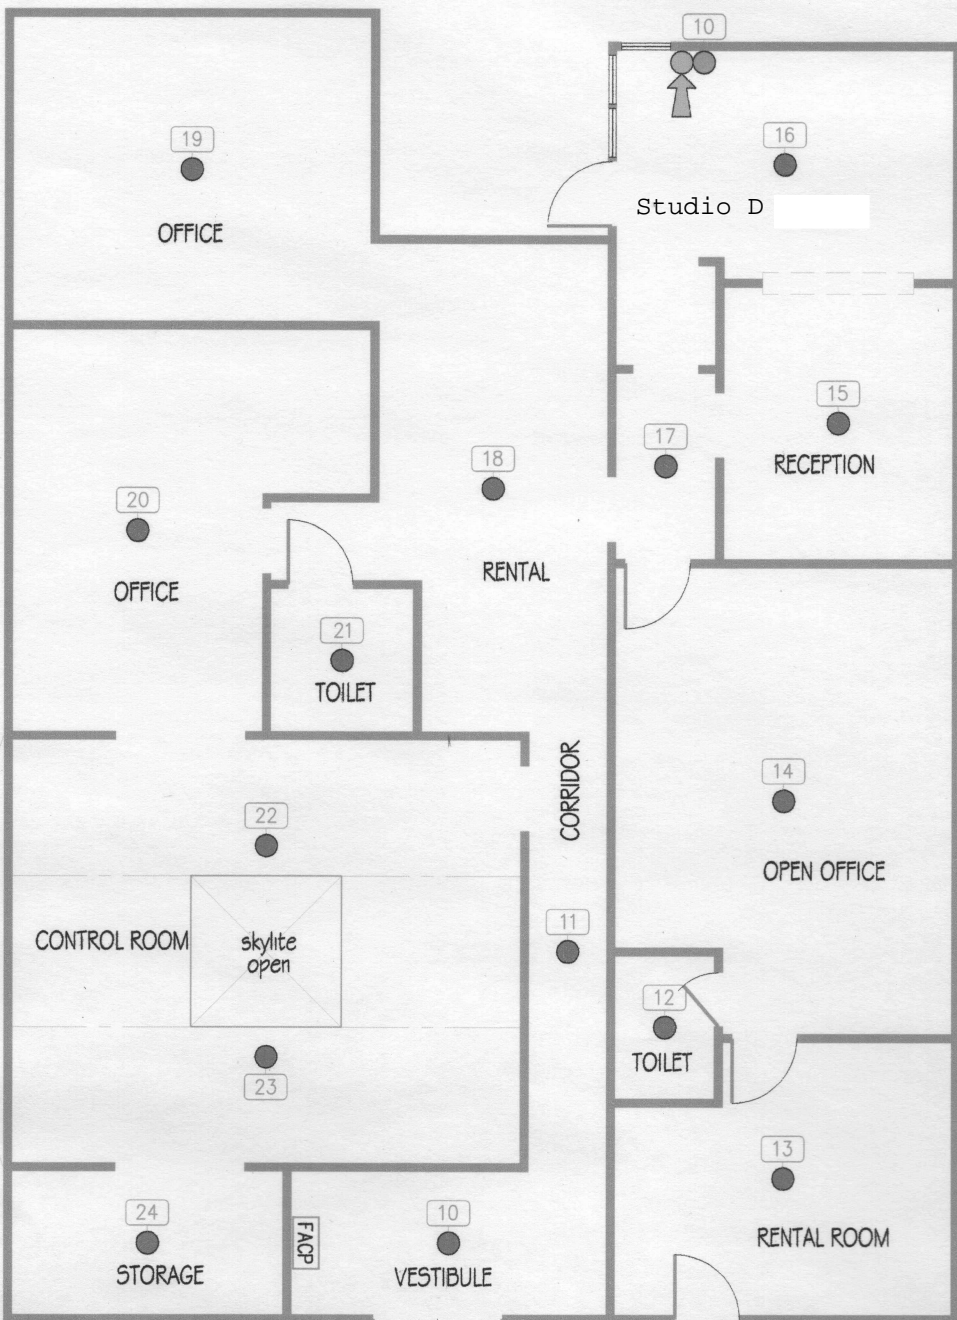 10
19
16
Studio D
OFFICE
15
17
RECEPTION
18
20
RENTAL
OFFICE
21
TOILET
CORRIDOR
14
22
OPEN OFFICE
11
CONTROL ROOM
skylite
open
12
TOILET
23
13
24
10
FACP
RENTAL ROOM
STORAGE
VESTIBULE